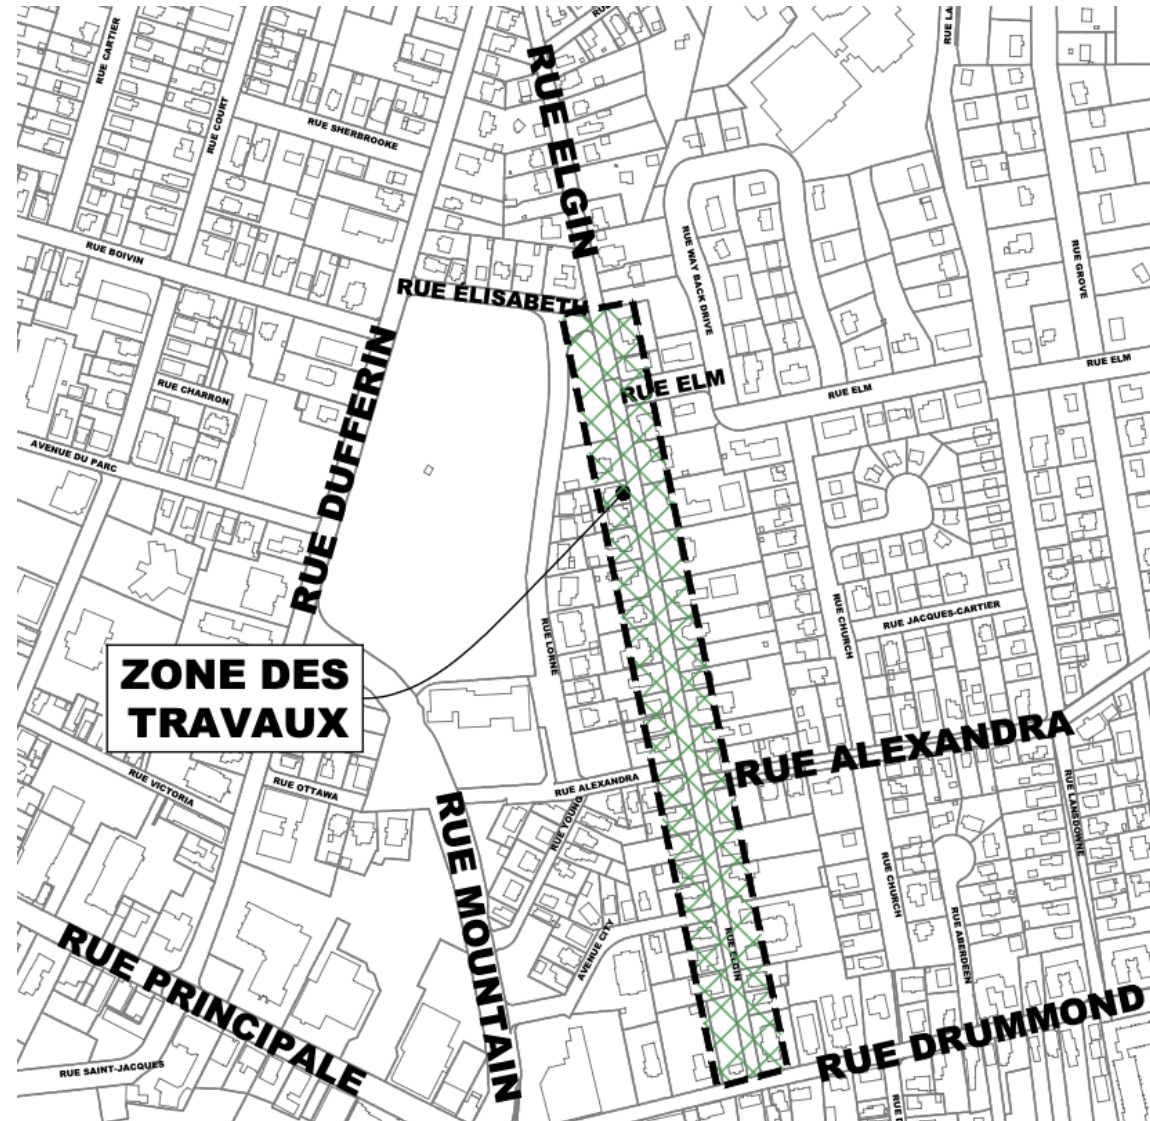 RUE CARTIER
RUE COURT
RUE SHERBROOKE
RUE ELGIN
RUE BOIVIN
RUE ÉLISABETH
RUE WAY BACK DRIVE
RUE GROVE
RUE DUFFERIN
RUE CHARRON
RUE ELM
RUE ELM
RUE ELM
AVENUE DU PARC
RUE LORNE
RUE CHURCH
RUE JACQUES-CARTIER
ZONE DES
TRAVAUX
RUE ALEXANDRA
RUE ALEXANDRA
RUE VICTORIA
RUE OTTAWA
RUE YOUNG
RUE LANSDOWNE
RUE MOUNTAIN
RUE CHURCH
RUE ABERDEEN
AVENUE CITY
RUE ELGIN
RUE PRINCIPALE
RUE DRUMMOND
RUE SAINT-JACQUES